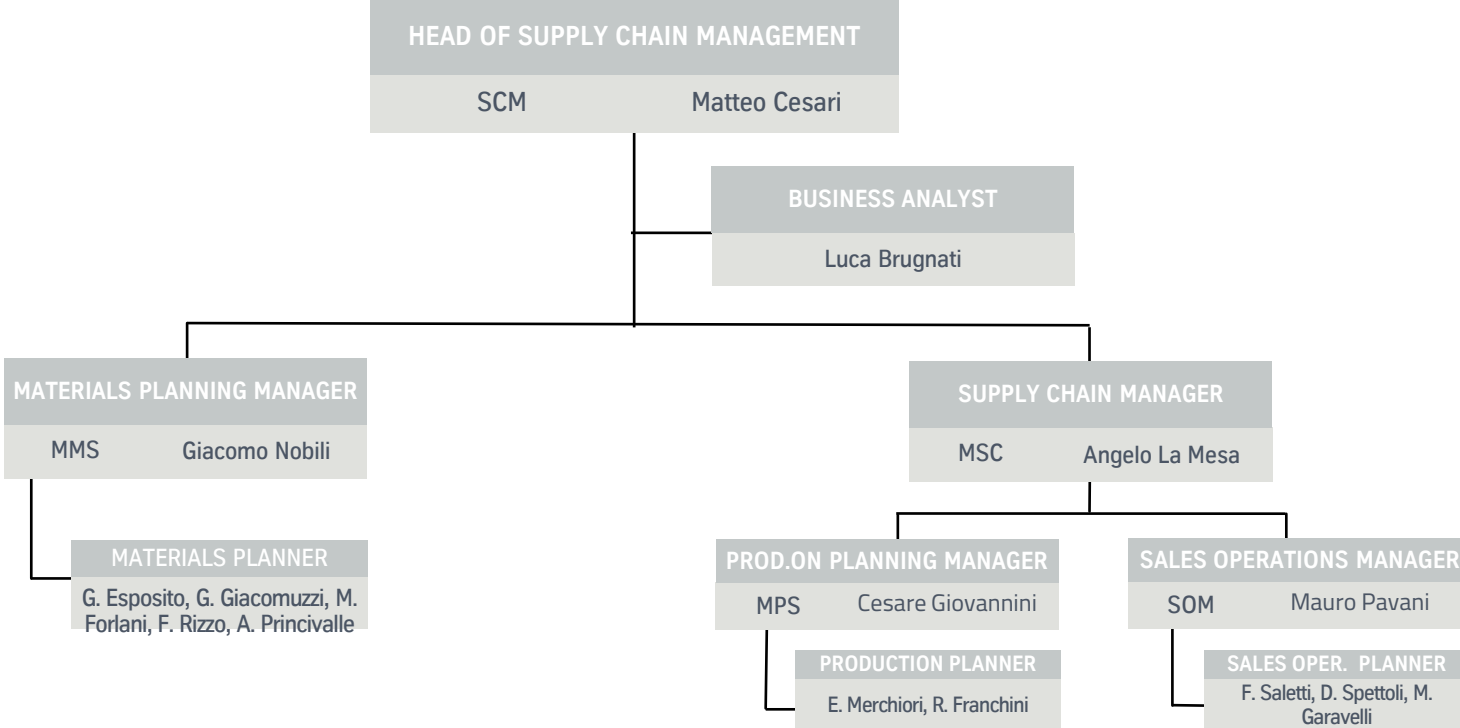 HEAD OF SUPPLY CHAIN MANAGEMENT
SCM Matteo Cesari
BUSINESS ANALYST
Luca Brugnati
MATERIALS PLANNING MANAGER
MMS Giacomo Nobili
MATERIALS PLANNER
G. Esposito, G. Giacomuzzi, M.
Forlani, F. Rizzo, A. Princivalle
SUPPLY CHAIN MANAGER
MSC Angelo La Mesa
PROD.ON PLANNING MANAGER
MPS Cesare Giovannini
PRODUCTION PLANNER
E. Merchiori, R. Franchini
SALES OPERATIONS MANAGER
SOM Mauro Pavani
SALES OPER. PLANNER
F. Saletti, D. Spettoli, M.
Garavelli